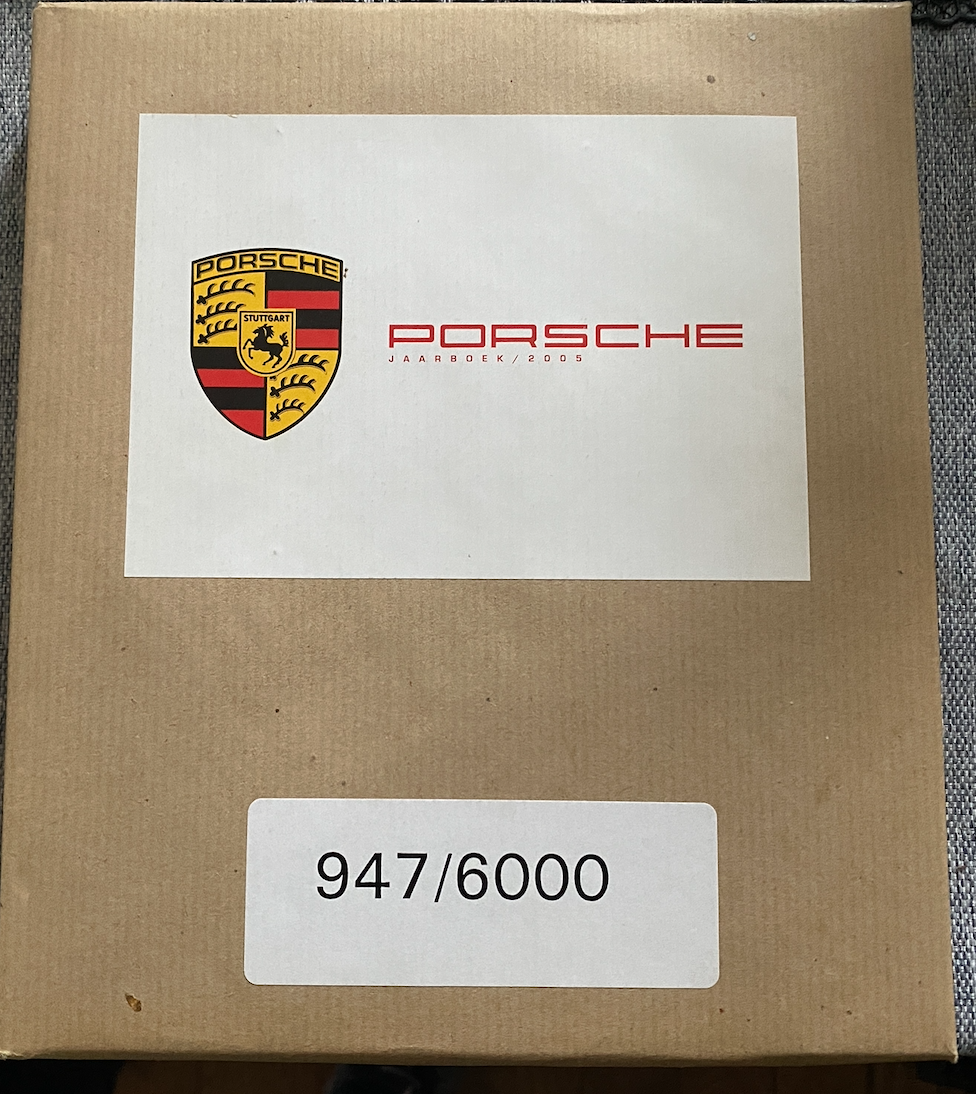 PORSCHE
STUTTGART
PORSCHE
JAARBOEK/2005
947/6000